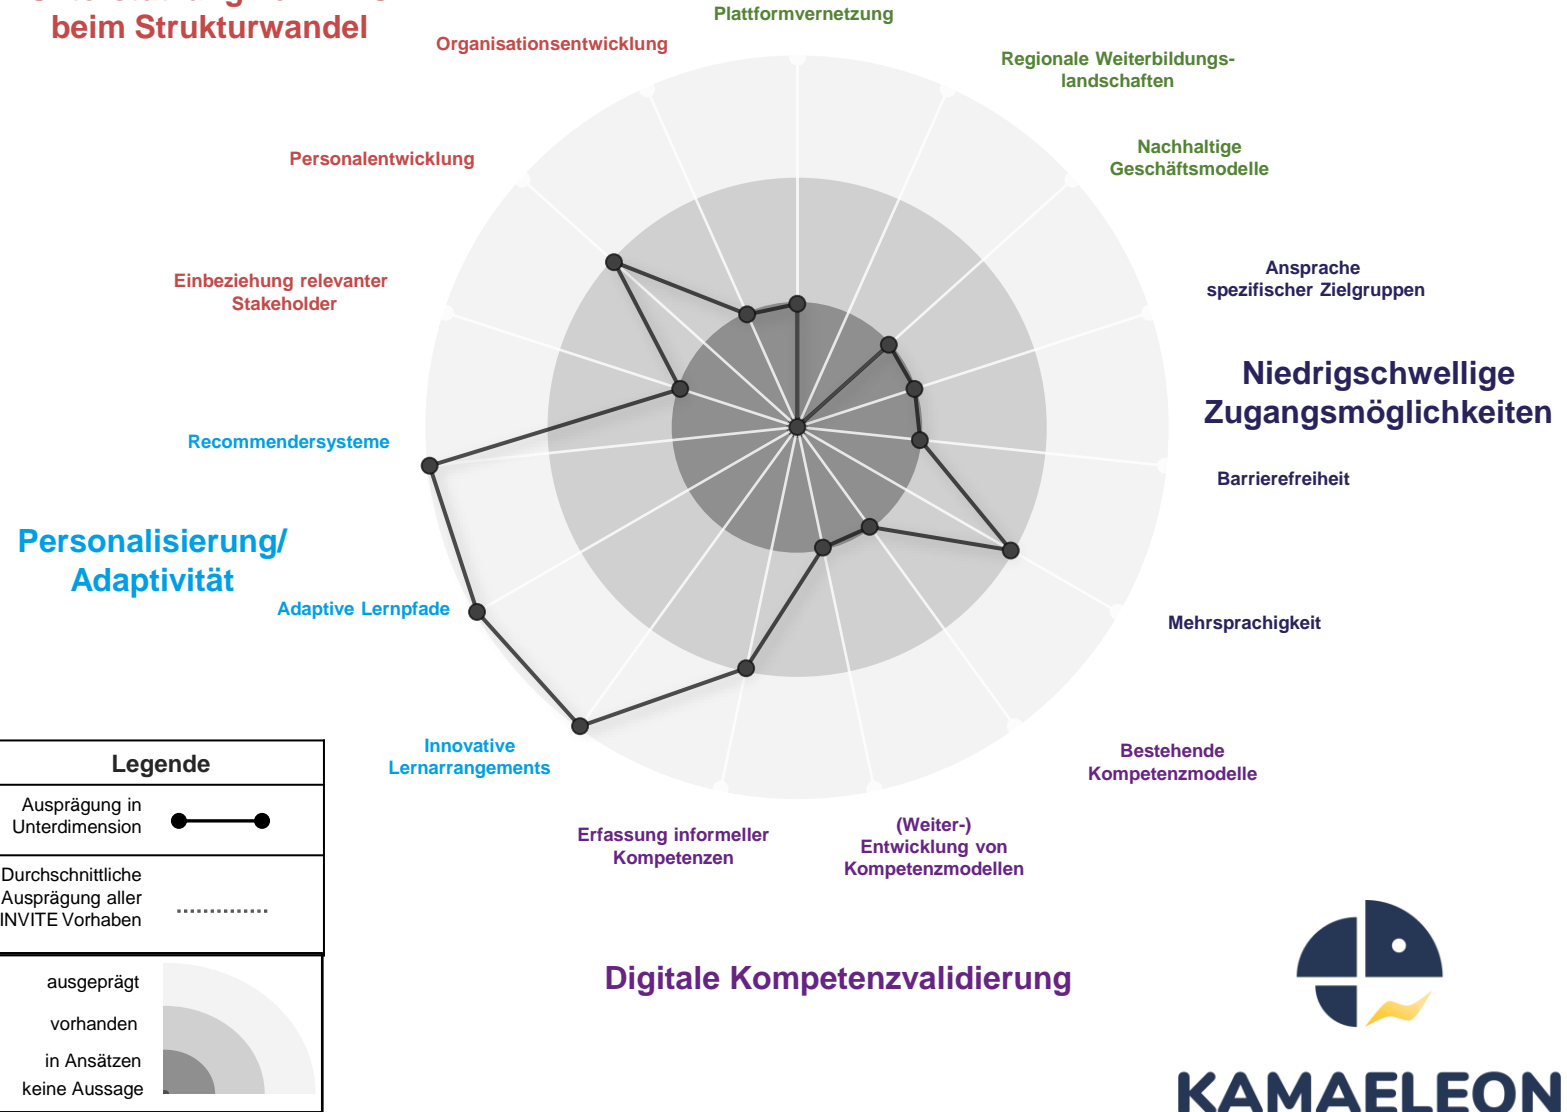 beim Strukturwandel
Plattformvernetzung
Organisationsentwicklung
Regionale Weiterbildungs-
landschaften
Personalentwicklung
Nachhaltige
Geschäftsmodelle
Einbeziehung relevanter
Stakeholder
Ansprache
spezifischer Zielgruppen
Niedrigschwellige
Zugangsmöglichkeiten
Recommendersysteme
Barrierefreiheit
Personalisierung/
Adaptivität
Adaptive Lernpfade
Mehrsprachigkeit
Innovative
Lernarrangements
Bestehende
Kompetenzmodelle
Erfassung informeller
Kompetenzen
(Weiter-)
Entwicklung von
Kompetenzmodellen
Digitale Kompetenzvalidierung
Legende
Ausprägung in
Unterdimension
Durchschnittliche
Ausprägung aller
INVITE Vorhaben
ausgeprägt
vorhanden
in Ansätzen
keine Aussage
KAMAELEON